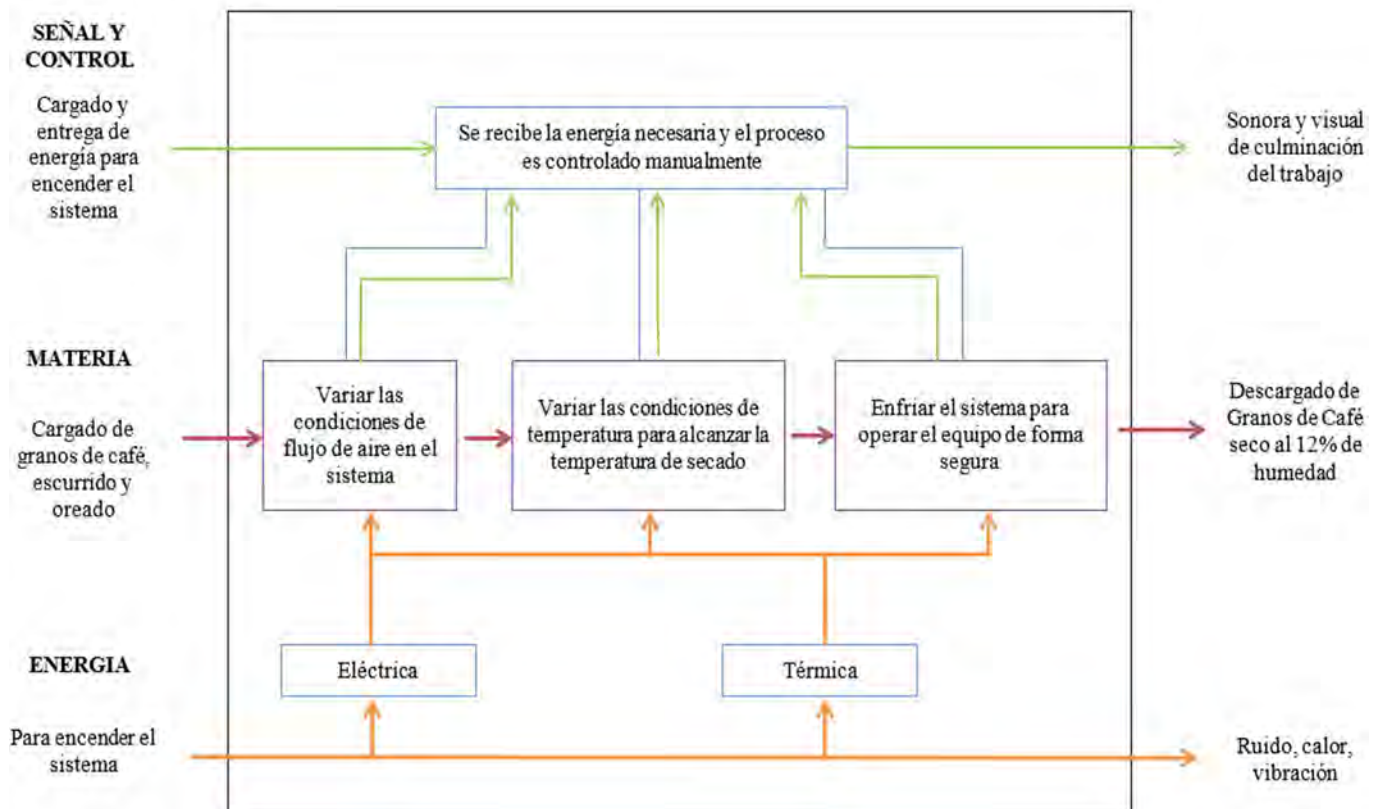 SEÑAL Y
CONTROL
Cargado y
entrega de
energía para
encender el
sistema
Se recibe la energía necesaria y el proceso
es controlado manualmente
Sonora y visual
de culminación
del trabajo
MATERIA
Cargado de
granos de café,
escurrido y
oreado
Variar las
condiciones de
flujo de aire en el
sistema
Variar las condiciones de
temperatura para alcanzar la
temperatura de secado
Enfriar el sistema para
operar el equipo de forma
segura
Descargado de
Granos de Café
seco al 12% de
humedad
ENERGIA
Eléctrica
Térmica
Para encender el
sistema
Ruido, calor,
vibración